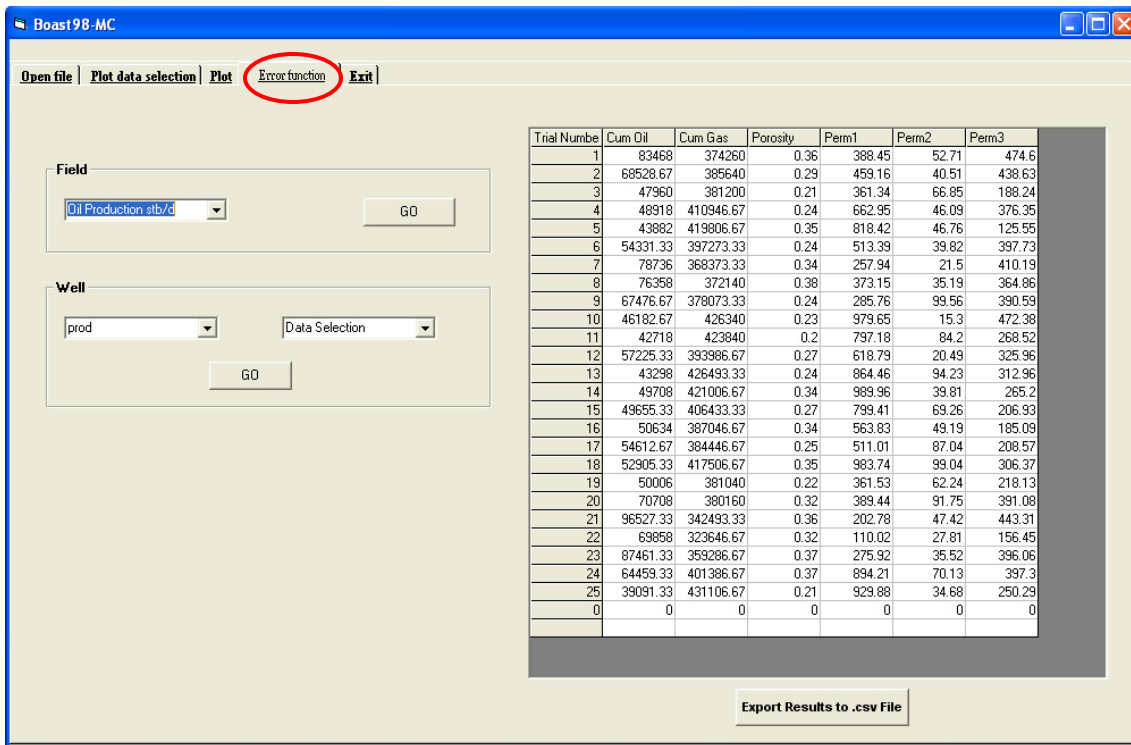 Boast98-MC
Open file Plot data selection Plot Error function Exit
Field
Oil Production stb/d GO
Well
prod Data Selection
GO
Trial Numbe Cum Oil Cum Gas Porosity Perm1 Perm2 Perm3
1 83468 374260 0.36 388.45 52.71 474.6
2 68528.67 385640 0.29 459.16 40.51 438.63
3 47960 381200 0.21 361.34 66.85 188.24
4 48918 410946.67 0.24 662.95 46.09 376.35
5 43882 419806.67 0.35 818.42 46.76 125.55
6 54331.33 397273.33 0.24 513.39 39.82 397.73
7 78736 368373.33 0.34 257.94 21.5 410.19
8 76358 372140 0.38 373.15 35.19 364.86
9 67476.67 378073.33 0.24 285.76 99.56 390.59
10 46182.67 426340 0.23 979.65 15.3 472.38
11 42718 423840 0.2 797.18 84.2 268.52
12 57225.33 393986.67 0.27 618.79 20.49 325.96
13 43298 426493.33 0.24 864.46 94.23 312.96
14 49708 421006.67 0.34 989.96 39.81 265.2
15 49655.33 406433.33 0.27 799.41 69.26 206.93
16 50634 387046.67 0.34 563.83 49.19 185.09
17 54612.67 384446.67 0.25 511.01 87.04 208.57
18 52905.33 417506.67 0.35 983.74 99.04 306.37
19 50006 381040 0.22 361.53 62.24 218.13
20 70708 380160 0.32 389.44 91.75 391.08
21 96527.33 342493.33 0.36 202.78 47.42 443.31
22 69858 323646.67 0.32 110.02 27.81 156.45
23 87461.33 359286.67 0.37 275.92 35.52 396.06
24 64459.33 401386.67 0.37 894.21 70.13 397.3
25 39091.33 431106.67 0.21 929.88 34.68 250.29
0 0 0 0 0 0 0
Export Results to .csv File